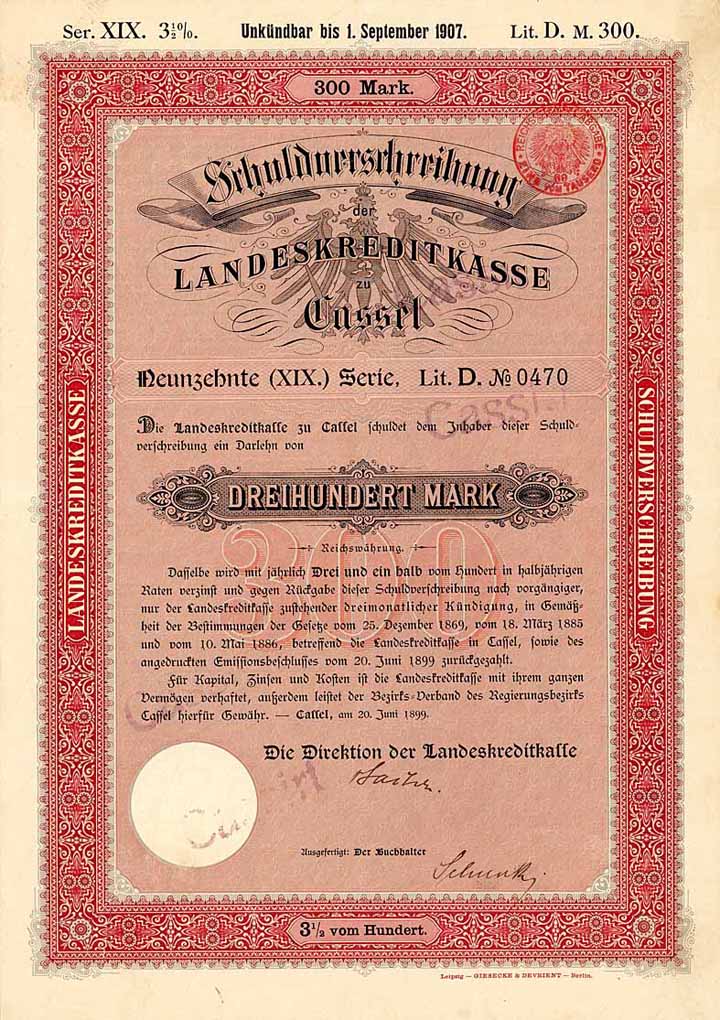 Ser. XIX. 3½%. Unkündbar bis 1. September 1907. Lit. D. M. 300.
300 Mark.
Schuldverschreibung
der
LANDESKREDITKASSE
zu
Cassel
Neunzehnte (XIX.) Serie, Lit. D. № 0470
Die Landeskreditkasse zu Cassel schuldet dem Inhaber dieser Schuld-
verschreibung ein Darlehn von
DREIHUNDERT MARK
300
Reichswährung.
Dasselbe wird mit jährlich Drei und ein halb vom Hundert in halbjährigen
Raten verzinst und gegen Rückgabe dieser Schuldverschreibung nach vorgängiger,
nur der Landeskreditkasse zustehender dreimonatlicher Kündigung, in Gemäß-
heit der Bestimmungen der Gesetze vom 25. Dezember 1869, vom 18. März 1885
und vom 10. Mai 1886, betreffend die Landeskreditkasse in Cassel, sowie des
angedruckten Emissionsbeschlusses vom 20. Juni 1899 zurückgezahlt.
Für Kapital, Zinsen und Kosten ist die Landeskreditkasse mit ihrem ganzen
Vermögen verhaftet, außerdem leistet der Bezirks-Verband des Regierungsbezirks
Cassel hierfür Gewähr. — Cassel, am 20. Juni 1899.
Die Direktion der Landeskreditkasse
Ausgefertigt: Der Buchhalter
LANDESKREDITKASSE
SCHULDVERSCHREIBUNG
3½ vom Hundert.
Leipzig — GIESECKE & DEVRIENT — Berlin.